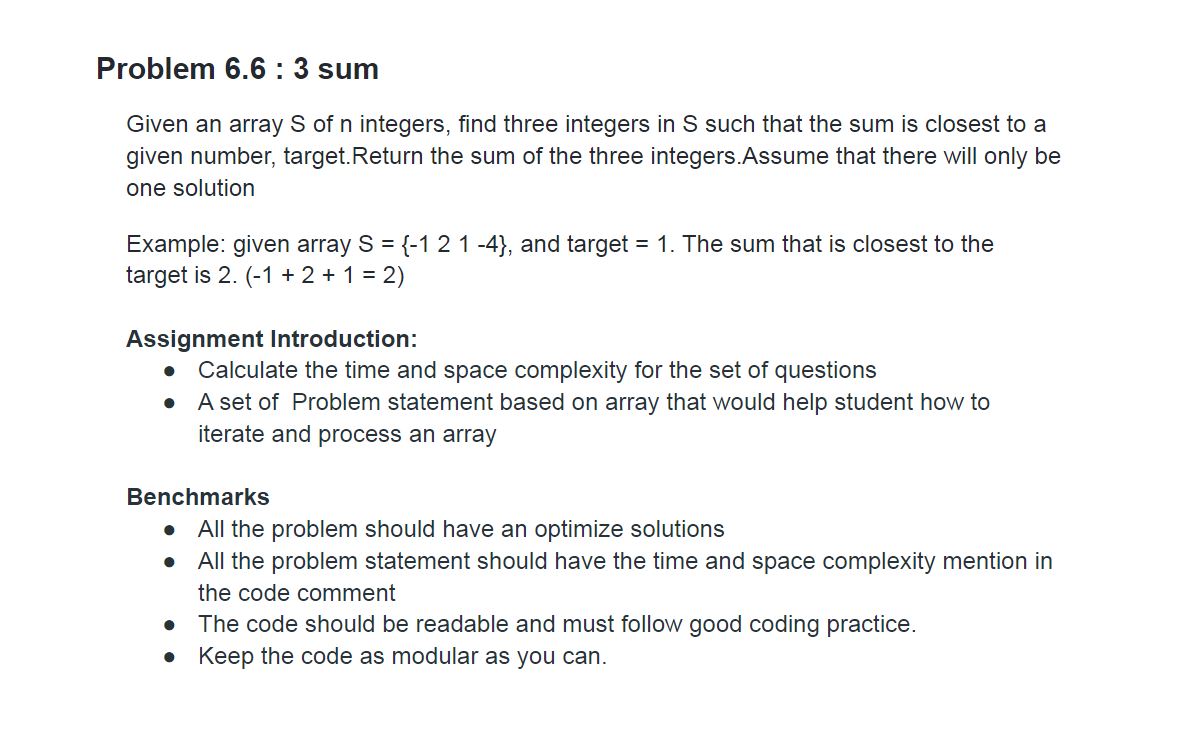 Problem 6.6 : 3 sum
Given an array S of n integers, find three integers in S such that the sum is closest to a
given number, target.Return the sum of the three integers.Assume that there will only be
one solution
Example: given array S = {-1 2 1 -4}, and target = 1. The sum that is closest to the
target is 2. (-1 + 2 + 1 = 2)
Assignment Introduction:
● Calculate the time and space complexity for the set of questions
● A set of  Problem statement based on array that would help student how to
iterate and process an array
Benchmarks
● All the problem should have an optimize solutions
● All the problem statement should have the time and space complexity mention in
the code comment
● The code should be readable and must follow good coding practice.
● Keep the code as modular as you can.